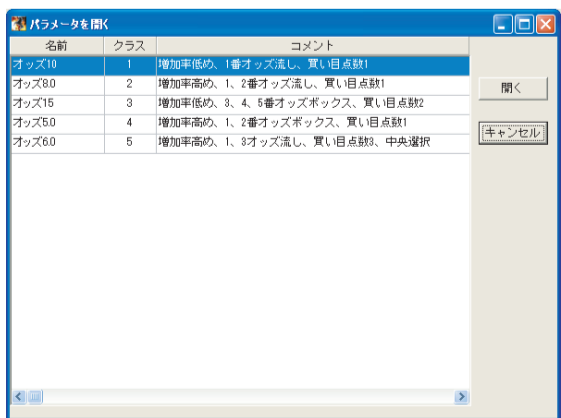 パラメータを開く
名前 クラス コメント
オッズ10 1 増加率低め、1番オッズ流し、買い目点数1
オッズ8.0 2 増加率高め、1、2番オッズ流し、買い目点数1
オッズ15 3 増加率低め、3、4、5番オッズボックス、買い目点数2
オッズ5.0 4 増加率高め、1、2番オッズボックス、買い目点数1
オッズ6.0 5 増加率高め、1、3オッズ流し、買い目点数3、中央選択
開く
キャンセル